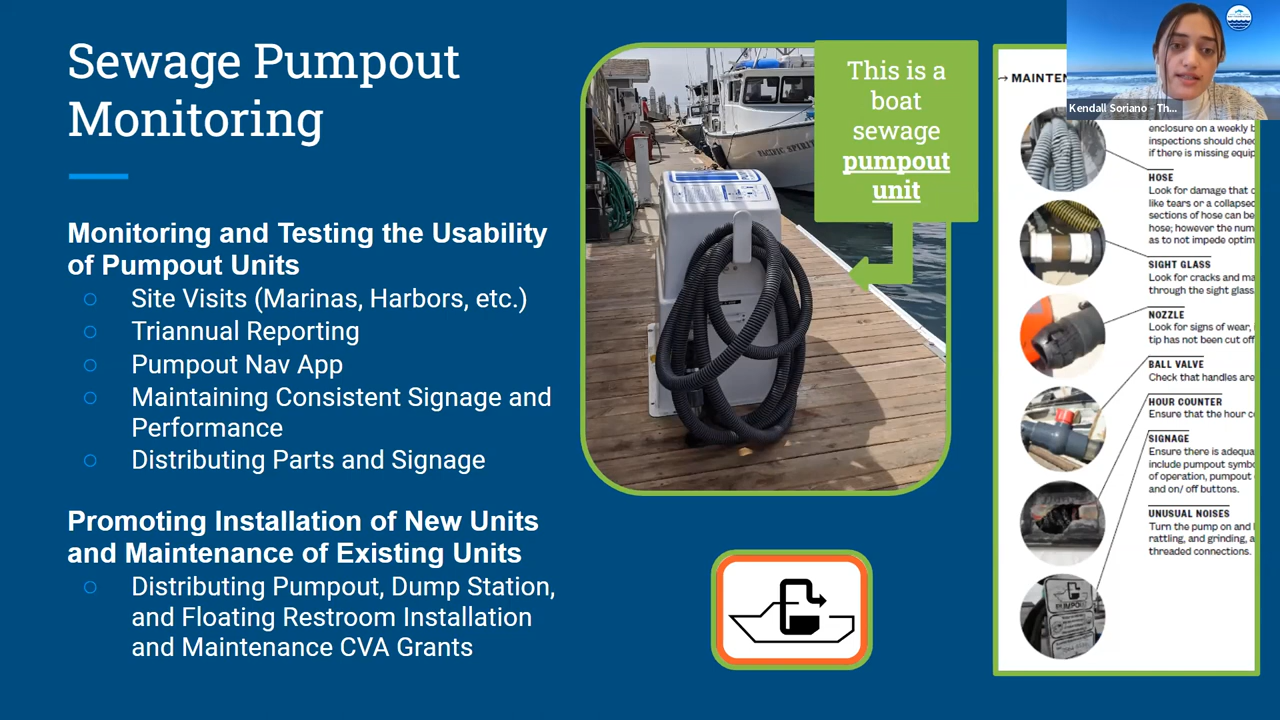 Sewage Pumpout
Monitoring
Monitoring and Testing the Usability
of Pumpout Units
Site Visits (Marinas, Harbors, etc.)
Triannual Reporting
Pumpout Nav App
Maintaining Consistent Signage and
Performance
Distributing Parts and Signage
Promoting Installation of New Units
and Maintenance of Existing Units
Distributing Pumpout, Dump Station,
and Floating Restroom Installation
and Maintenance CVA Grants
This is a
boat
sewage
pumpout
unit
PACIFIC SPIRIT
→ MAINTEN
Kendall Soriano - Th...
enclosure on a weekly b
inspections should chec
if there is missing equip
HOSE
Look for damage that c
like tears or a collapsed
sections of hose can be
hose; however the num
as to not impede optim
SIGHT GLASS
Look for cracks and ma
through the sight glass
NOZZLE
Look for signs of wear,
tip has not been cut off
BALL VALVE
Check that handles are
HOUR COUNTER
Ensure that the hour c
SIGNAGE
Ensure there is adequa
include pumpout symbo
of operation, pumpout
and on/ off buttons.
UNUSUAL NOISES
Turn the pump on and l
rattling, and grinding, a
threaded connections.
PUMPOUT